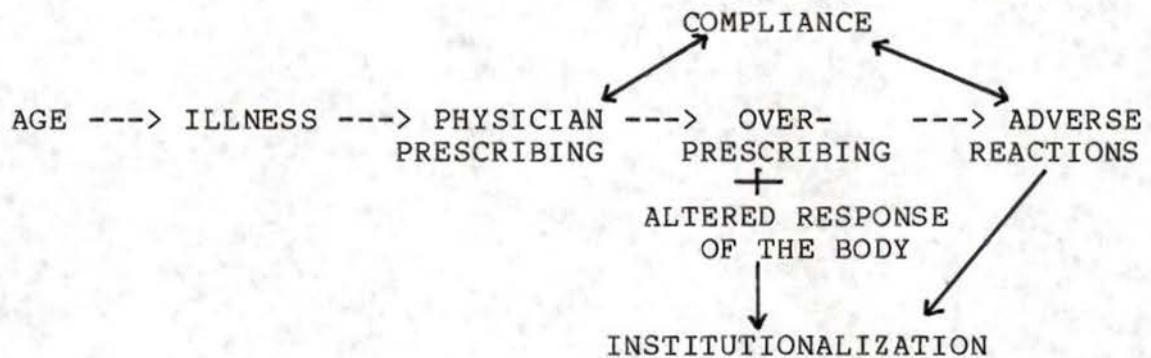 COMPLIANCE
AGE ---> ILLNESS ---> PHYSICIAN ---> OVER- ---> ADVERSE
PRESCRIBING PRESCRIBING REACTIONS
ALTERED RESPONSE
OF THE BODY
INSTITUTIONALIZATION